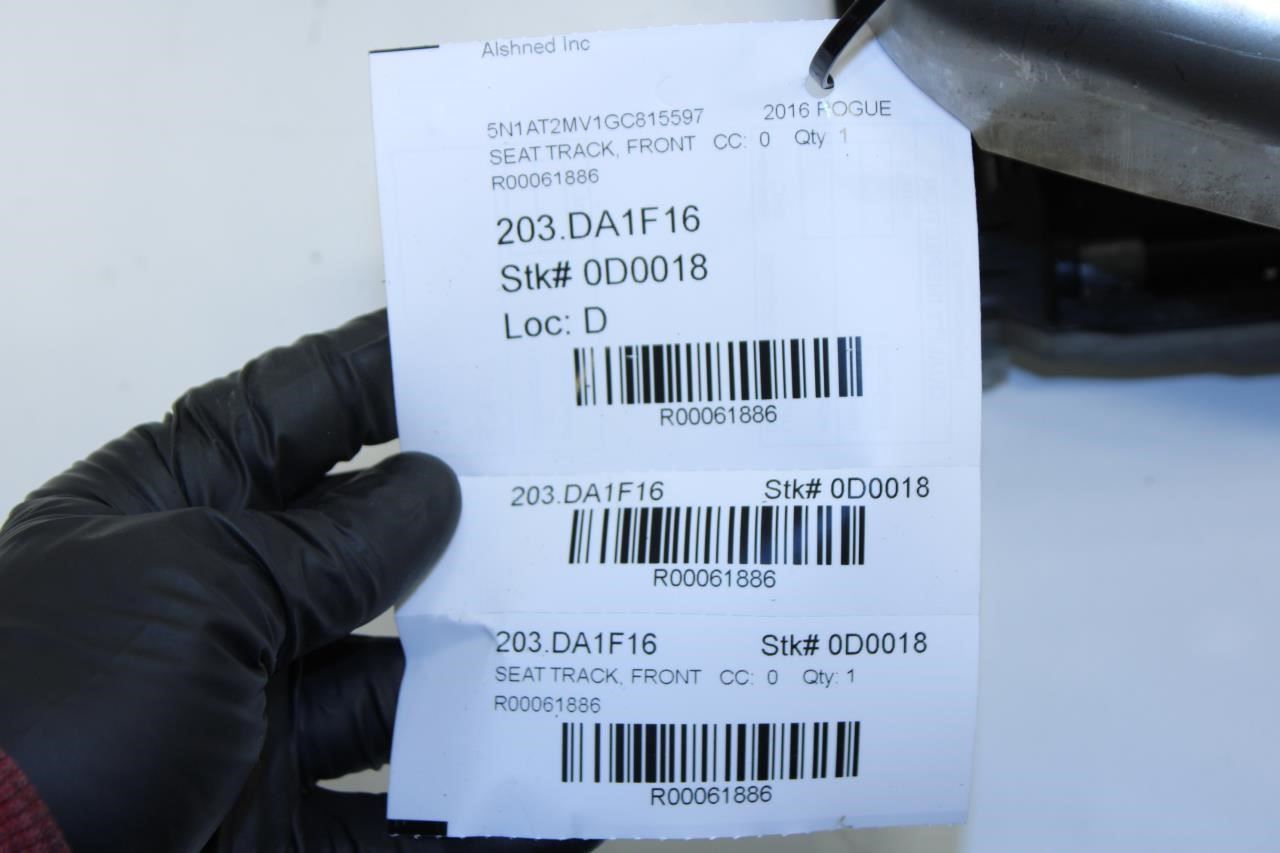 Alshned Inc
5N1AT2MV1GC815597 2016 ROGUE
SEAT TRACK, FRONT CC: 0 Qty: 1
R00061886
203.DA1F16
Stk# 0D0018
Loc: D
R00061886
203.DA1F16 Stk# 0D0018
R00061886
203.DA1F16 Stk# 0D0018
SEAT TRACK, FRONT CC: 0 Qty: 1
R00061886
R00061886